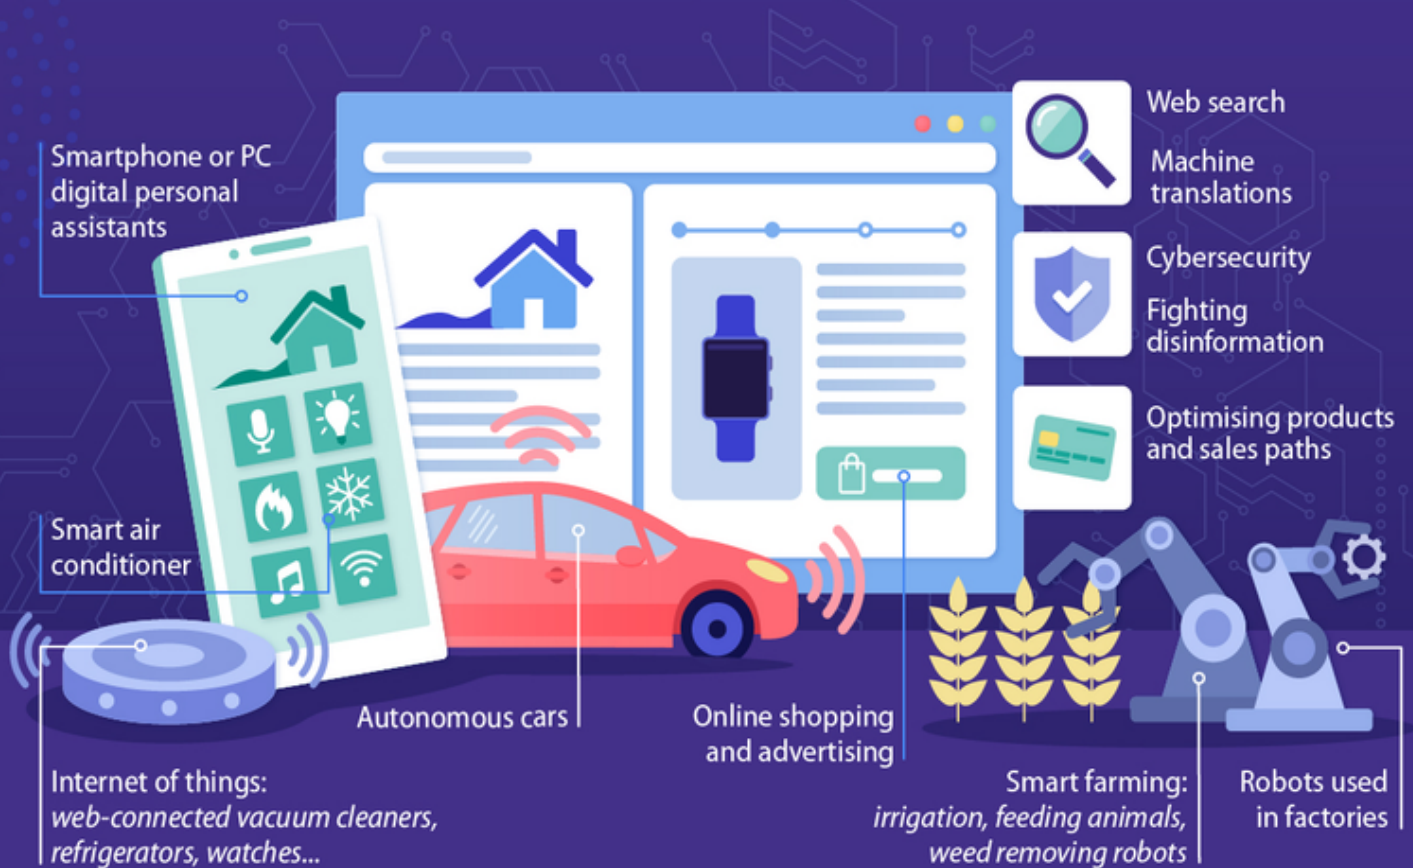 Smartphone or PC
digital personal
assistants
Web search
Machine
translations
Cybersecurity
Fighting
disinformation
Optimising products
and sales paths
Smart air
conditioner
Autonomous cars
Online shopping
and advertising
Internet of things:
web-connected vacuum cleaners,
refrigerators, watches...
Smart farming:
irrigation, feeding animals,
weed removing robots
Robots used
in factories